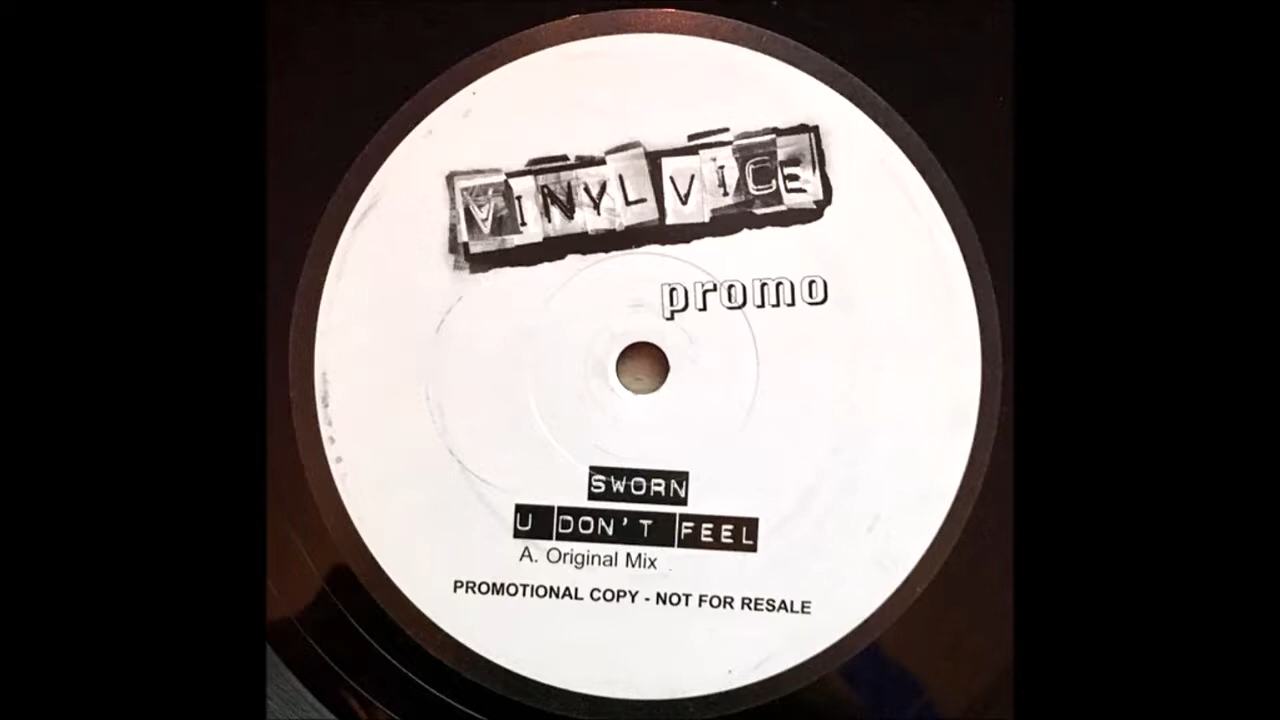 VINYL VICE
promo
SWORN
U DON'T FEEL
A. Original Mix
PROMOTIONAL COPY - NOT FOR RESALE